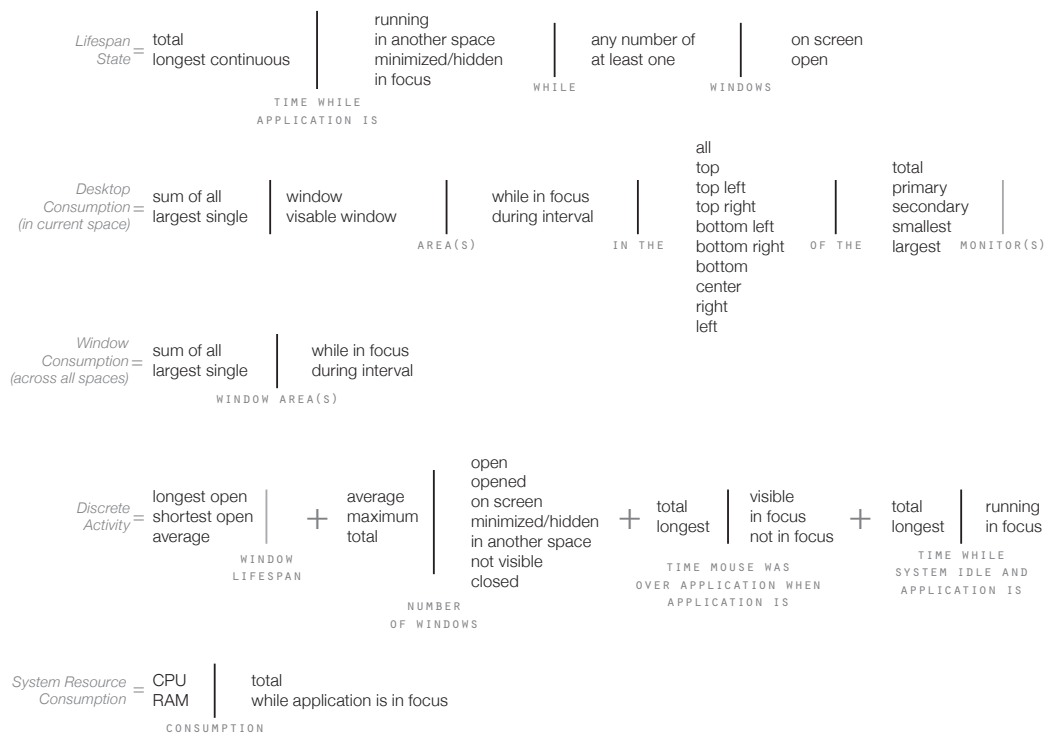 Lifespan
State
=
total
longest continuous
TIME WHILE
APPLICATION IS
running
in another space
minimized/hidden
in focus
WHILE
any number of
at least one
WINDOWS
on screen
open
Desktop
Consumption
(in current space)
=
sum of all
largest single
window
visable window
AREA(S)
while in focus
during interval
IN THE
all
top
top left
top right
bottom left
bottom right
bottom
center
right
left
OF THE
total
primary
secondary
smallest
largest
MONITOR(S)
Window
Consumption
(across all spaces)
=
sum of all
largest single
WINDOW AREA(S)
while in focus
during interval
Discrete
Activity
=
longest open
shortest open
average
WINDOW
LIFESPAN
+
average
maximum
total
NUMBER
OF WINDOWS
open
opened
on screen
minimized/hidden
in another space
not visible
closed
+
total
longest
TIME MOUSE WAS
OVER APPLICATION WHEN
APPLICATION IS
visible
in focus
not in focus
+
total
longest
TIME WHILE
SYSTEM IDLE AND
APPLICATION IS
running
in focus
System Resource
Consumption
=
CPU
RAM
CONSUMPTION
total
while application is in focus